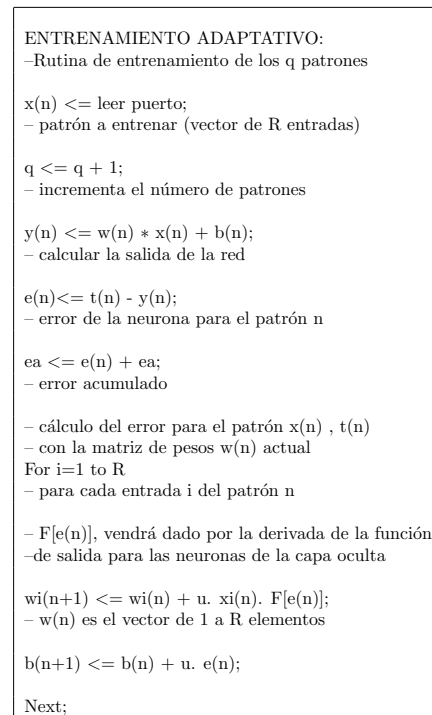 ENTRENAMIENTO ADAPTATIVO:
–Rutina de entrenamiento de los q patrones
x(n) <= leer puerto;
– patrón a entrenar (vector de R entradas)
q <= q + 1;
– incrementa el número de patrones
y(n) <= w(n) ∗ x(n) + b(n);
– calcular la salida de la red
e(n)<= t(n) - y(n);
– error de la neurona para el patrón n
ea <= e(n) + ea;
– error acumulado
– cálculo del error para el patrón x(n) , t(n)
– con la matriz de pesos w(n) actual
For i=1 to R
– para cada entrada i del patrón n
– F[e(n)], vendrá dado por la derivada de la función
–de salida para las neuronas de la capa oculta
wi(n+1) <= wi(n) + u. xi(n). F[e(n)];
– w(n) es el vector de 1 a R elementos
b(n+1) <= b(n) + u. e(n);
Next;